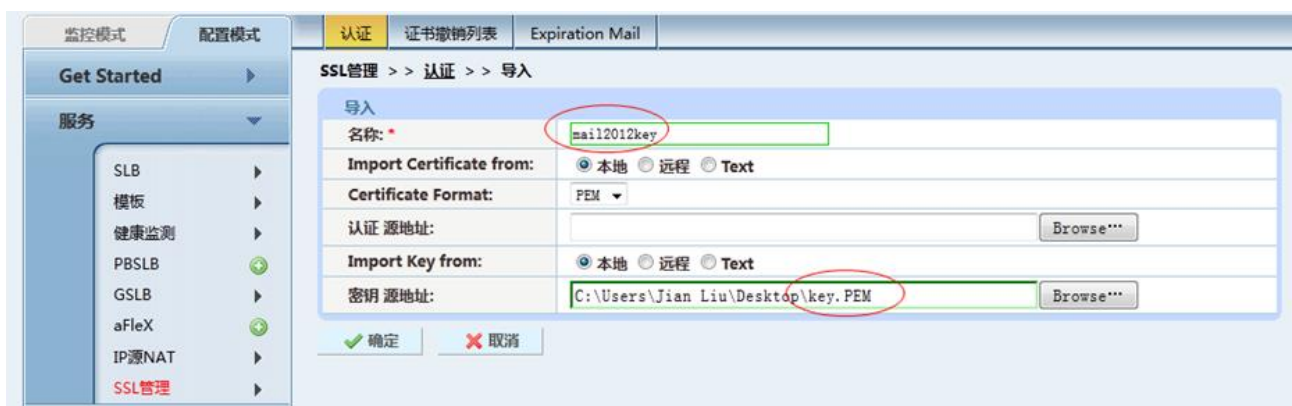 监控模式 配置模式 认证 证书撤销列表 Expiration Mail
Get Started
SSL管理 > > 认证 > > 导入
服务
导入
名称: * mail2012key
Import Certificate from: 本地 远程 Text
SLB
Certificate Format: PEM
模板
认证 源地址: Browse...
健康监测
Import Key from: 本地 远程 Text
PBSLB
密钥 源地址: C:\Users\Jian Liu\Desktop\key.PEM Browse...
GSLB
aFleX
确定 取消
IP源NAT
SSL管理